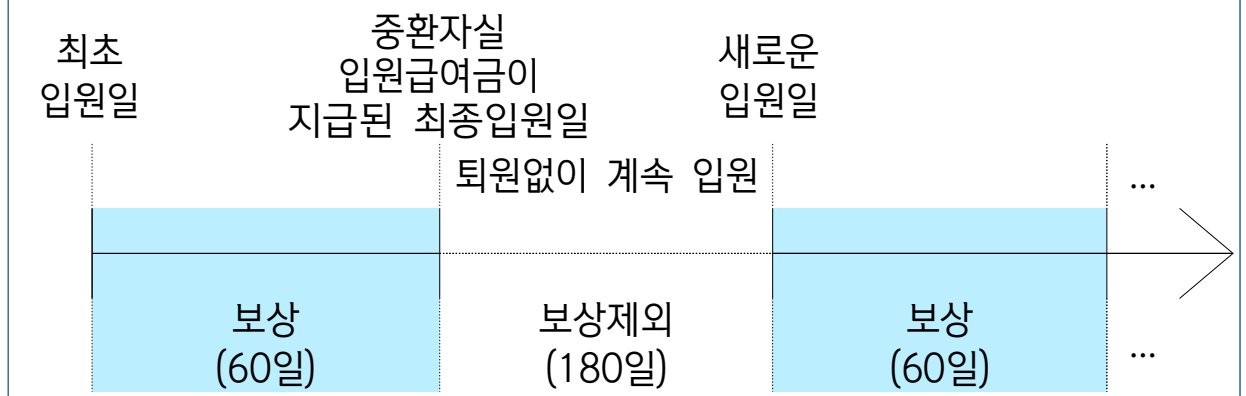 최초
입원일
중환자실
입원급여금이
지급된 최종입원일
새로운
입원일
퇴원없이 계속 입원
...
보상
(60일)
보상제외
(180일)
보상
(60일)
...